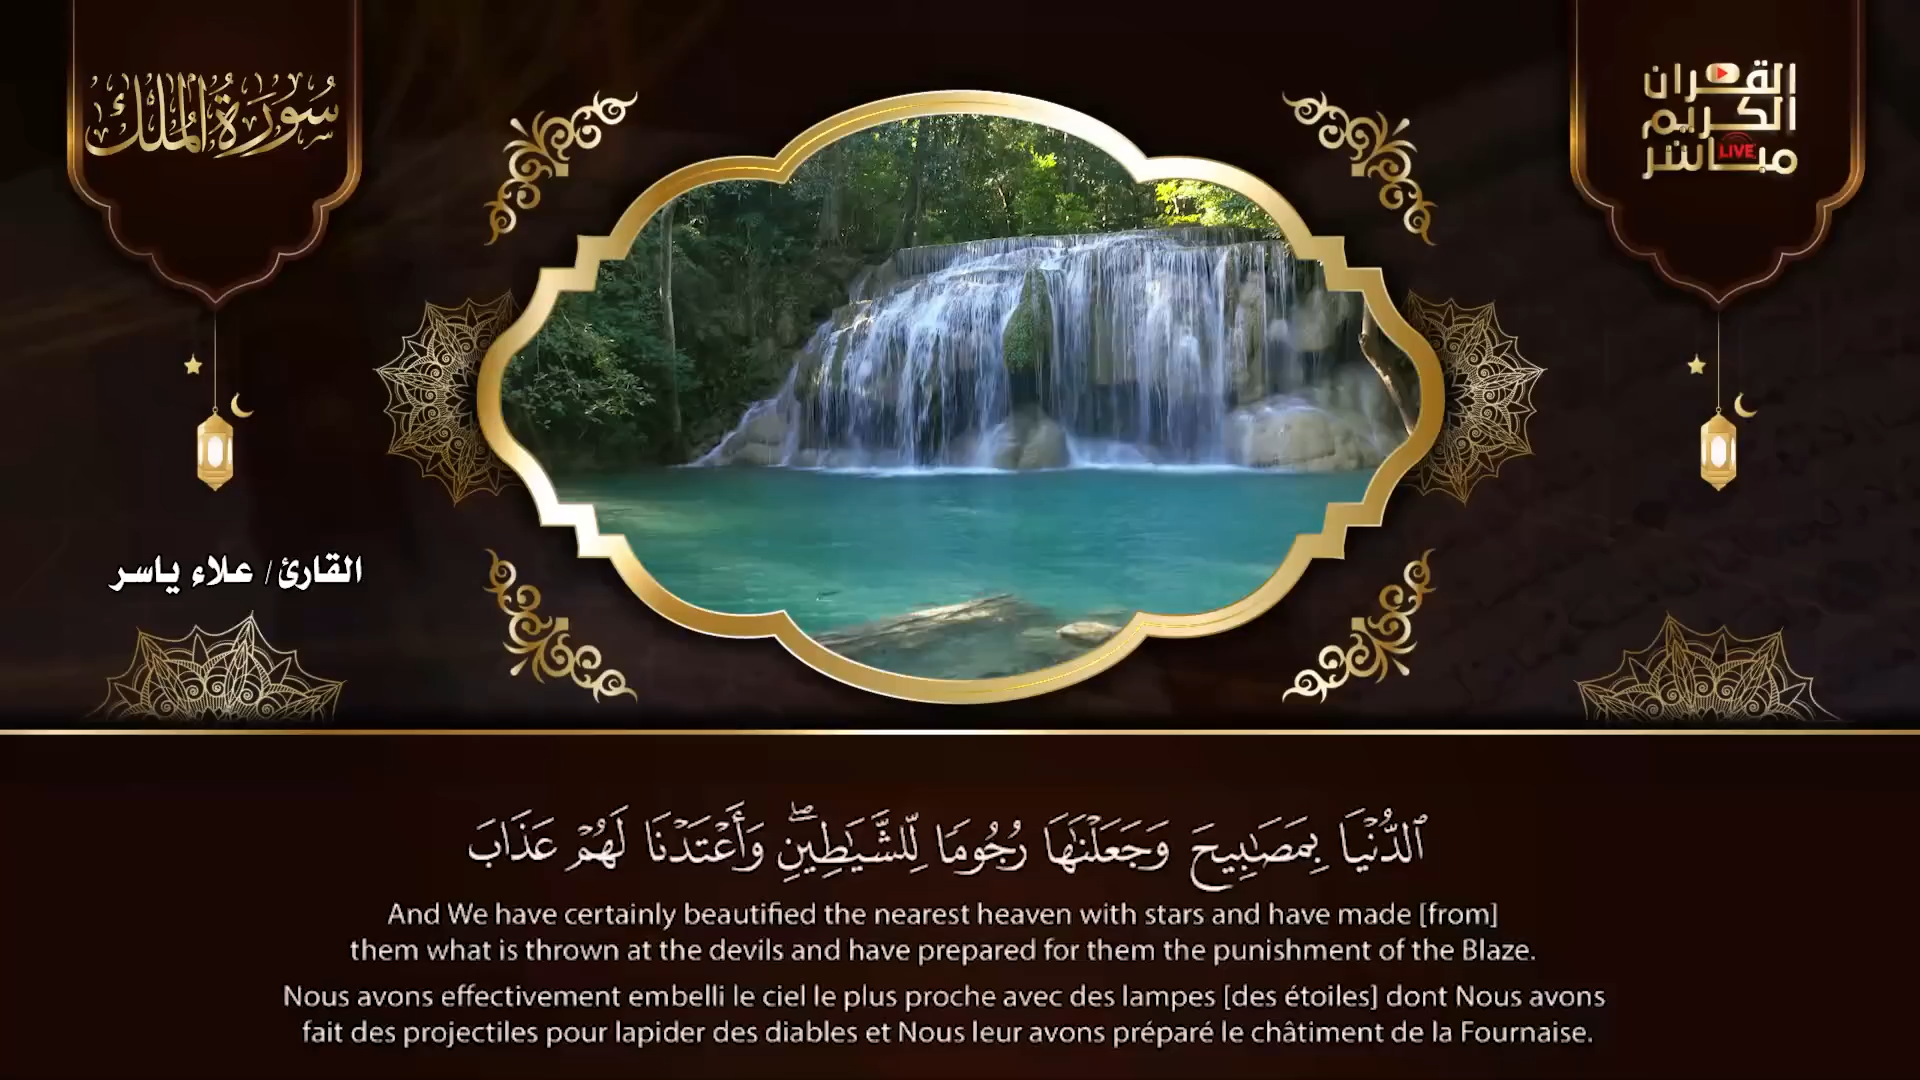 سُورَةُ المُلك
القرآن
الكريم
مباشر
LIVE
القارئ / علاء ياسر
ٱلدُّنْيَا بِمَصَٰبِيحَ وَجَعَلْنَٰهَا رُجُومًا لِّلشَّيَٰطِينِۖ وَأَعْتَدْنَا لَهُمْ عَذَابَ
And We have certainly beautified the nearest heaven with stars and have made [from]
them what is thrown at the devils and have prepared for them the punishment of the Blaze.
Nous avons effectivement embelli le ciel le plus proche avec des lampes [des étoiles] dont Nous avons
fait des projectiles pour lapider des diables et Nous leur avons préparé le châtiment de la Fournaise.